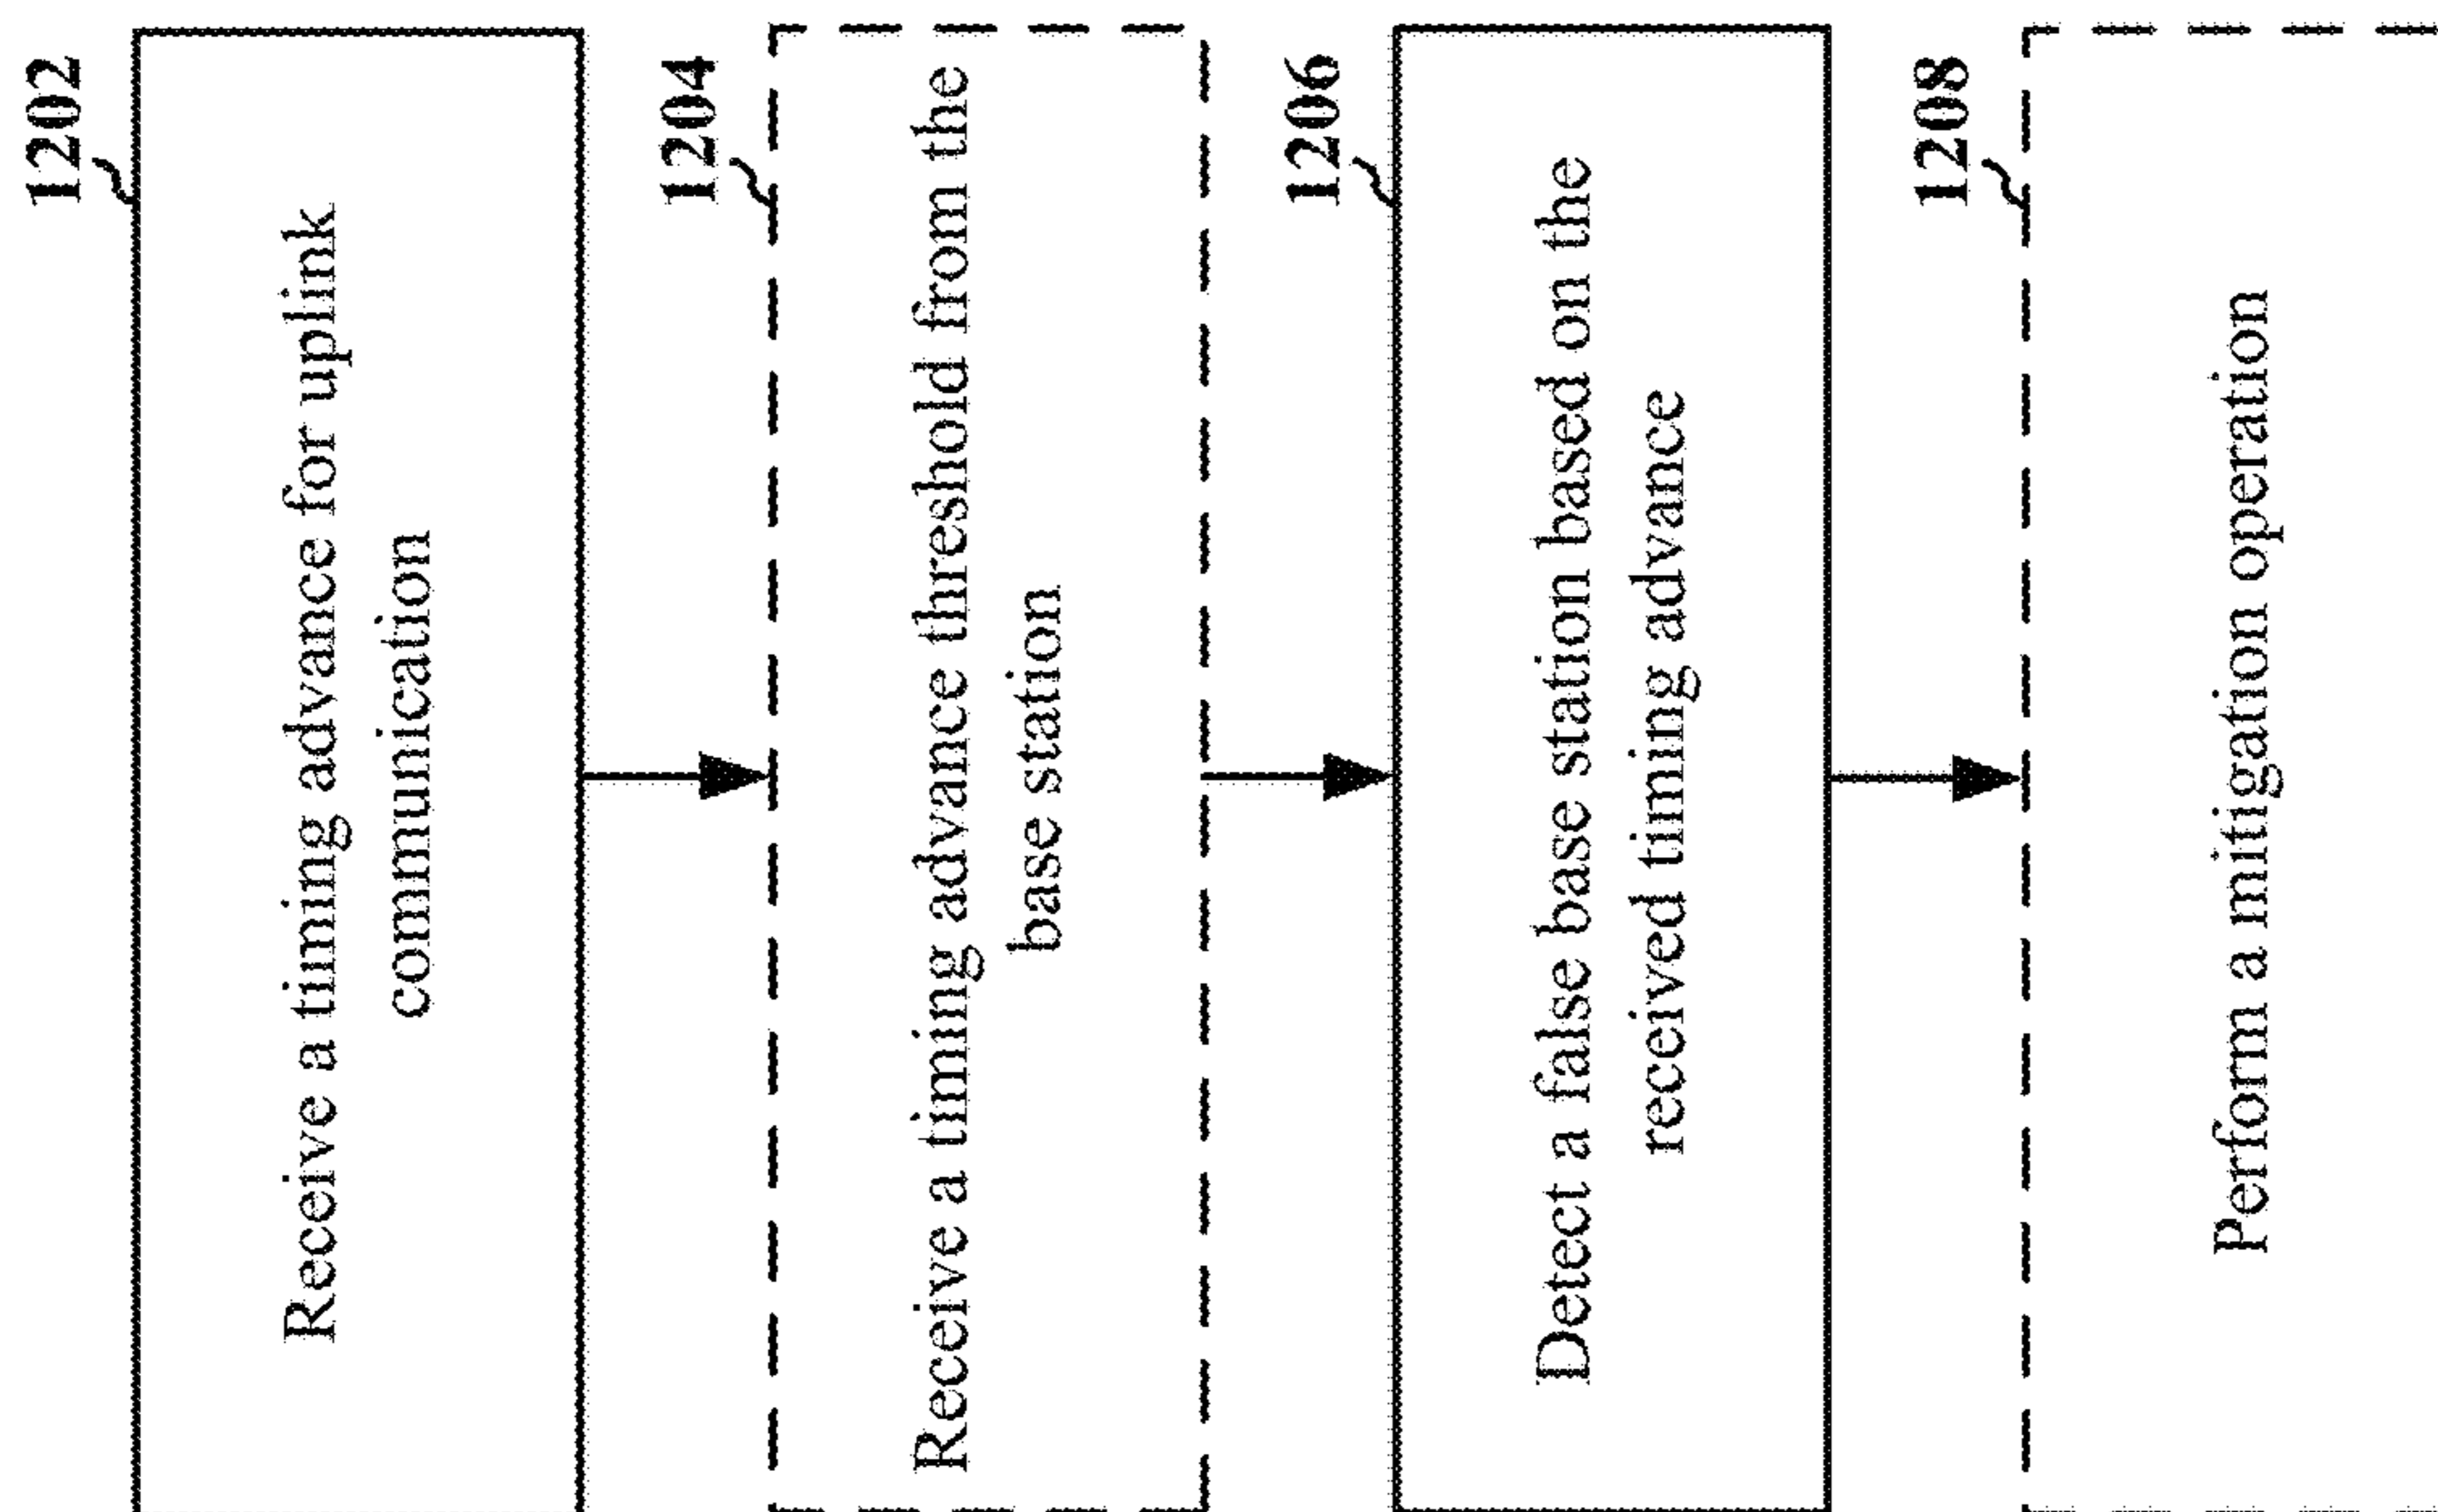 1202
Receive a timing advance for uplink
communication
1204
Receive a timing advance threshold from the
base station
1206
Detect a false base station based on the
received timing advance
1208
Perform a mitigation operation